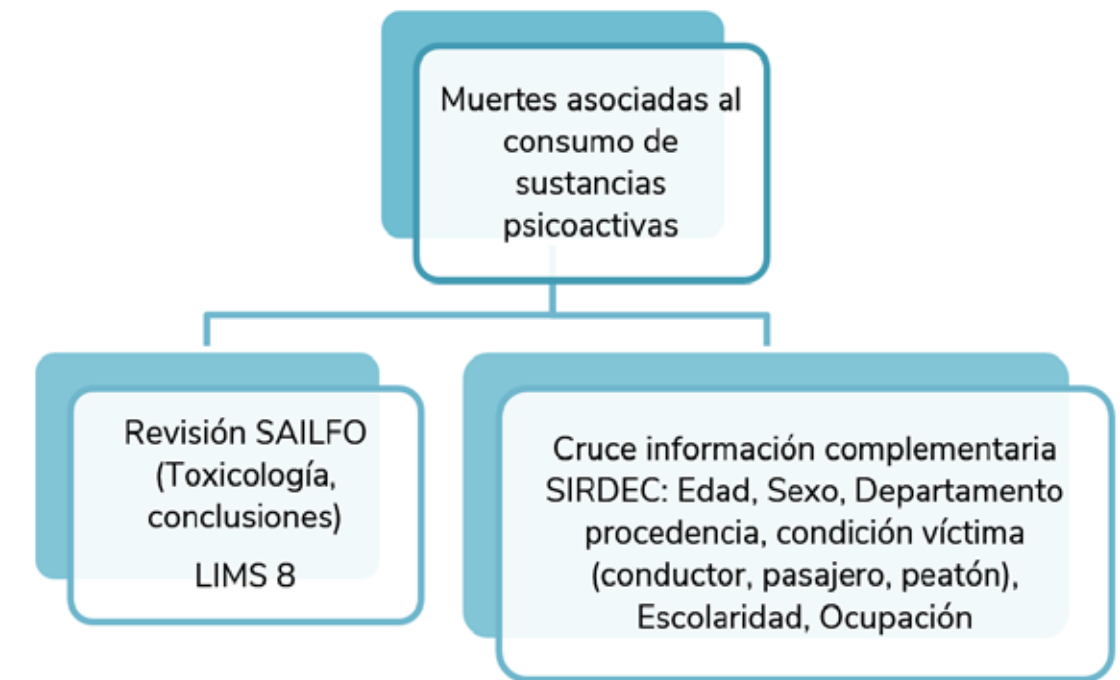 Muertes asociadas al
consumo de
sustancias
psicoactivas
Revisión SAILFO
(Toxicología,
conclusiones)
LIMS 8
Cruce información complementaria
SIRDEC: Edad, Sexo, Departamento
procedencia, condición víctima
(conductor, pasajero, peatón),
Escolaridad, Ocupación